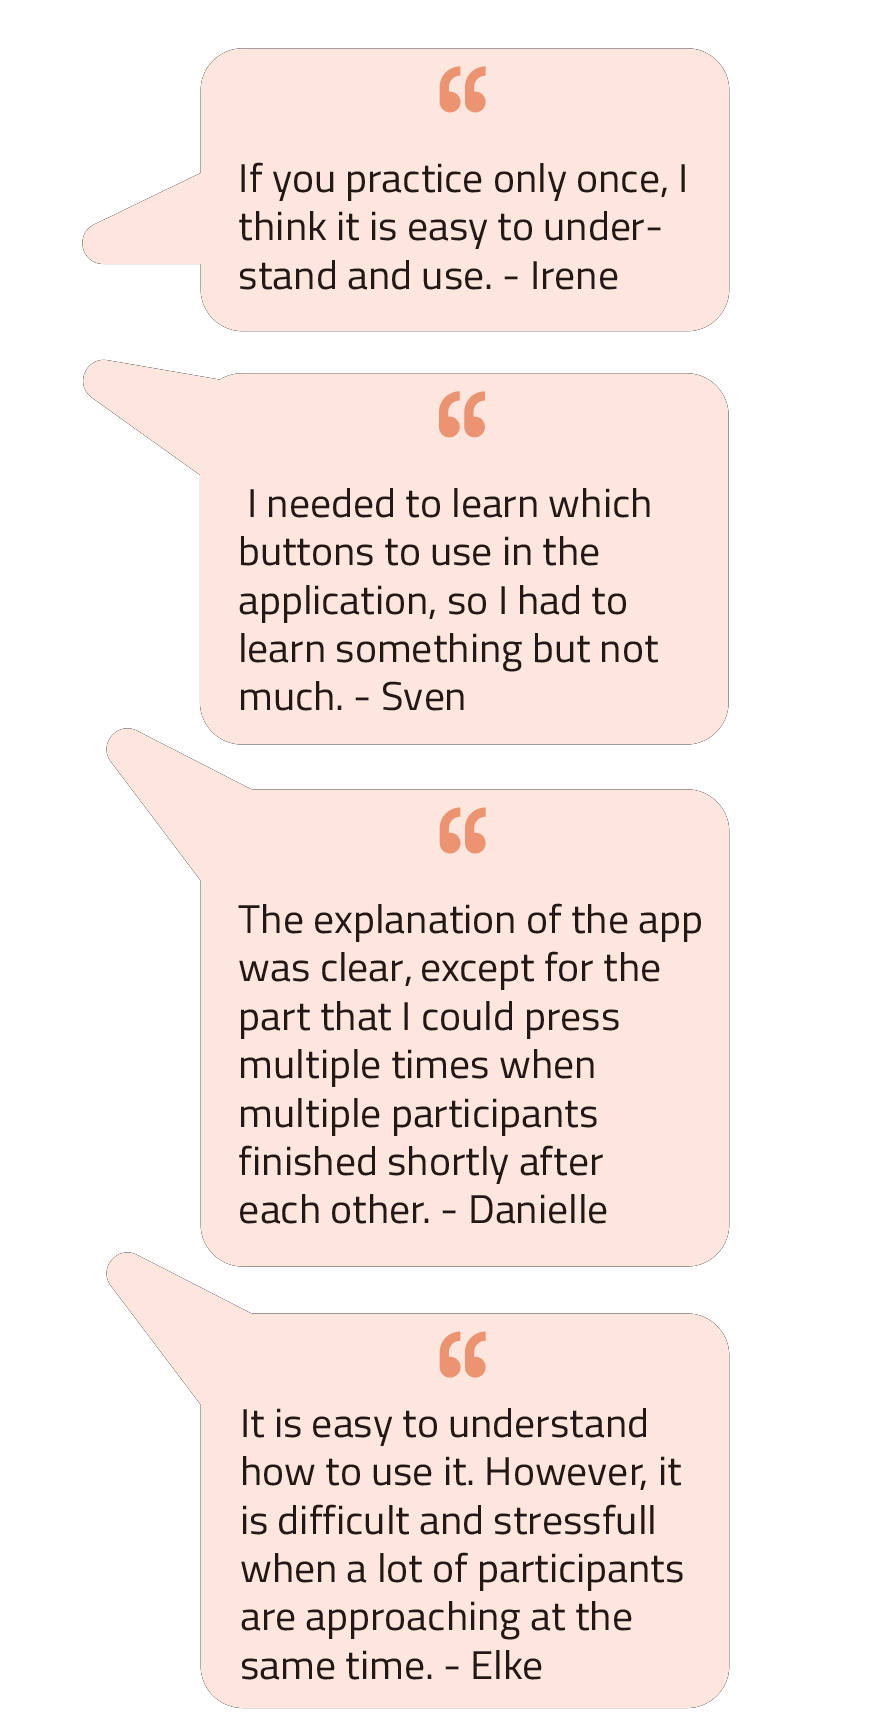 “
If you practice only once, I
think it is easy to under-
stand and use. - Irene
“
I needed to learn which
buttons to use in the
application, so I had to
learn something but not
much. - Sven
“
The explanation of the app
was clear, except for the
part that I could press
multiple times when
multiple participants
finished shortly after
each other. - Danielle
“
It is easy to understand
how to use it. However, it
is difficult and stressfull
when a lot of participants
are approaching at the
same time. - Elke